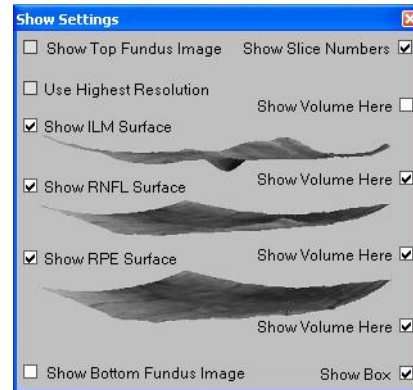 Show Settings
Show Top Fundus Image Show Slice Numbers
Use Highest Resolution
Show Volume Here
Show ILM Surface
Show Volume Here
Show RNFL Surface
Show Volume Here
Show RPE Surface
Show Volume Here
Show Bottom Fundus Image Show Box